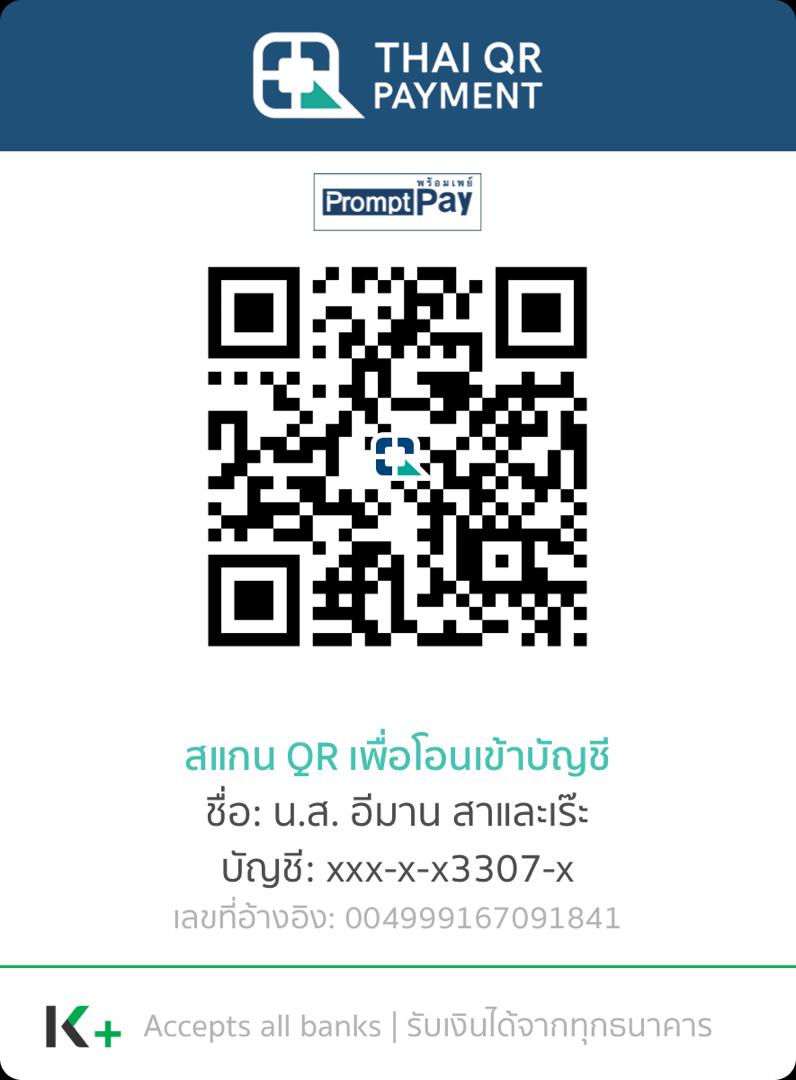 THAI QR
PAYMENT
พร้อมเพย์
PromptPay
สแกน QR เพื่อโอนเข้าบัญชี
ชื่อ: น.ส. อีมาน สาและเร๊ะ
บัญชี: xxx-x-x3307-x
เลขที่อ้างอิง: 004999167091841
K+ Accepts all banks | รับเงินได้จากทุกธนาคาร